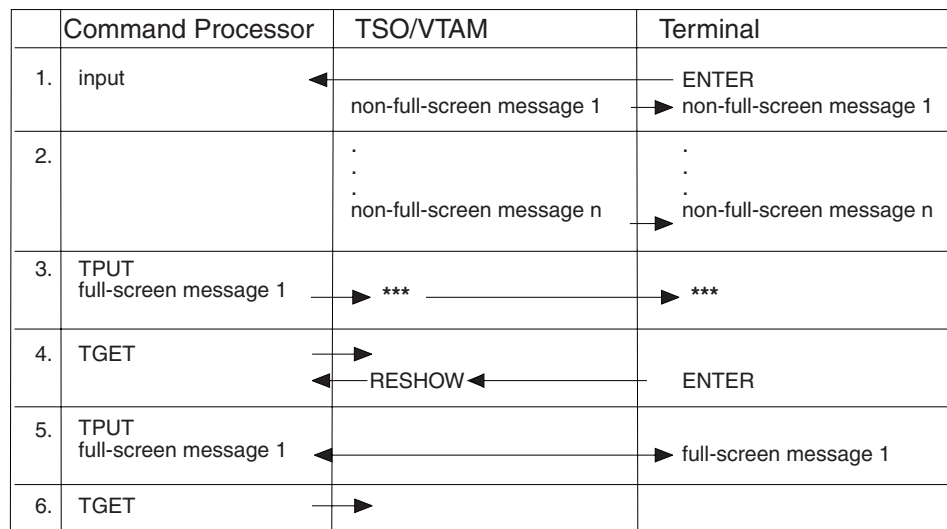 Command Processor TSO/VTAM Terminal
1. input ENTER
non-full-screen message 1 non-full-screen message 1
2. . .
. .
. .
non-full-screen message n non-full-screen message n
3. TPUT
full-screen message 1 *** ***
4. TGET
RESHOW ENTER
5. TPUT
full-screen message 1 full-screen message 1
6. TGET